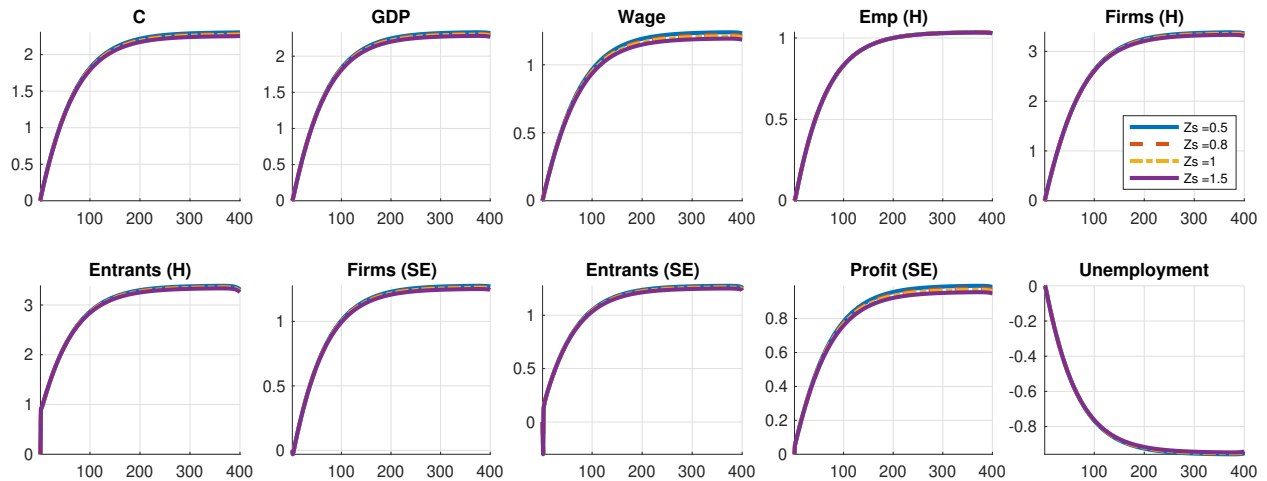 C
2
1.5
1
0.5
0
100 200 300 400
GDP
2
1.5
1
0.5
0
100 200 300 400
Wage
1
0.5
0
100 200 300 400
Emp (H)
1
0.5
0
100 200 300 400
Firms (H)
3
2
1
0
100 200 300 400
Zs =0.5
Zs =0.8
Zs =1
Zs =1.5
Entrants (H)
3
2
1
0
100 200 300 400
Firms (SE)
1
0.5
0
100 200 300 400
Entrants (SE)
1
0.5
0
100 200 300 400
Profit (SE)
0.8
0.6
0.4
0.2
0
100 200 300 400
Unemployment
0
-0.2
-0.4
-0.6
-0.8
100 200 300 400